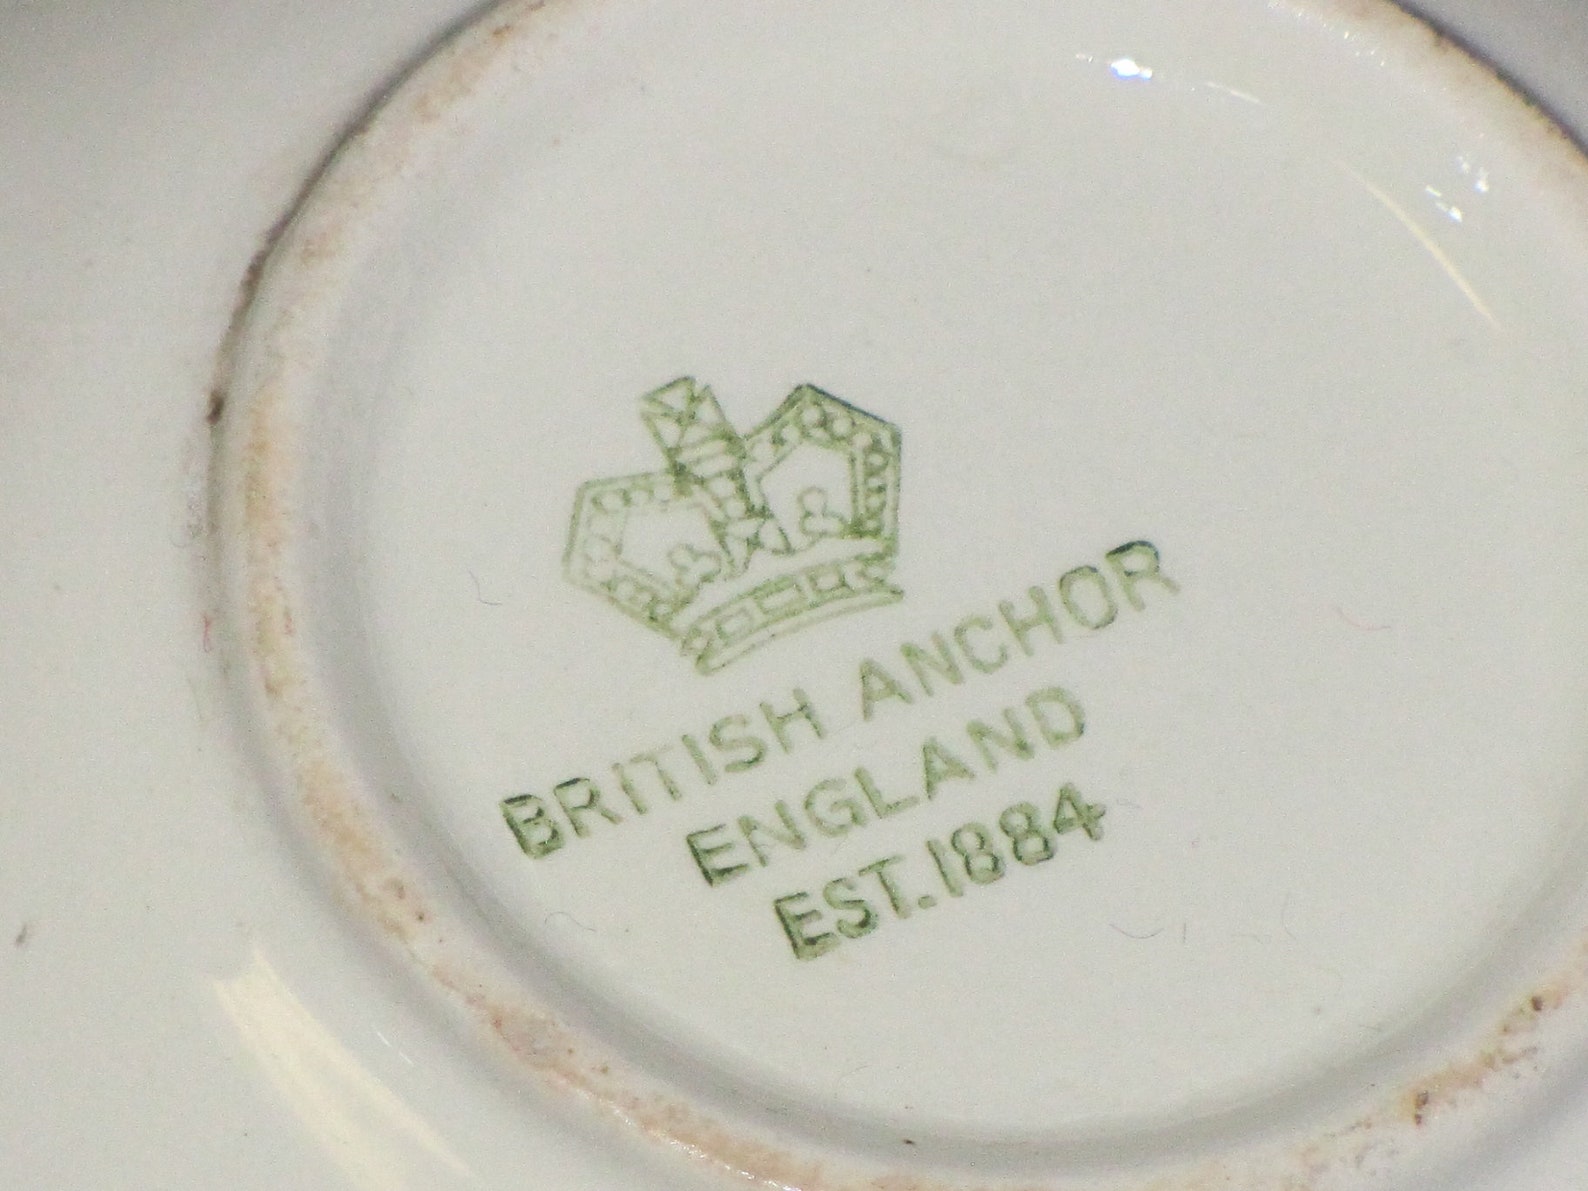 BRITISH ANCHOR
ENGLAND
EST. 1884